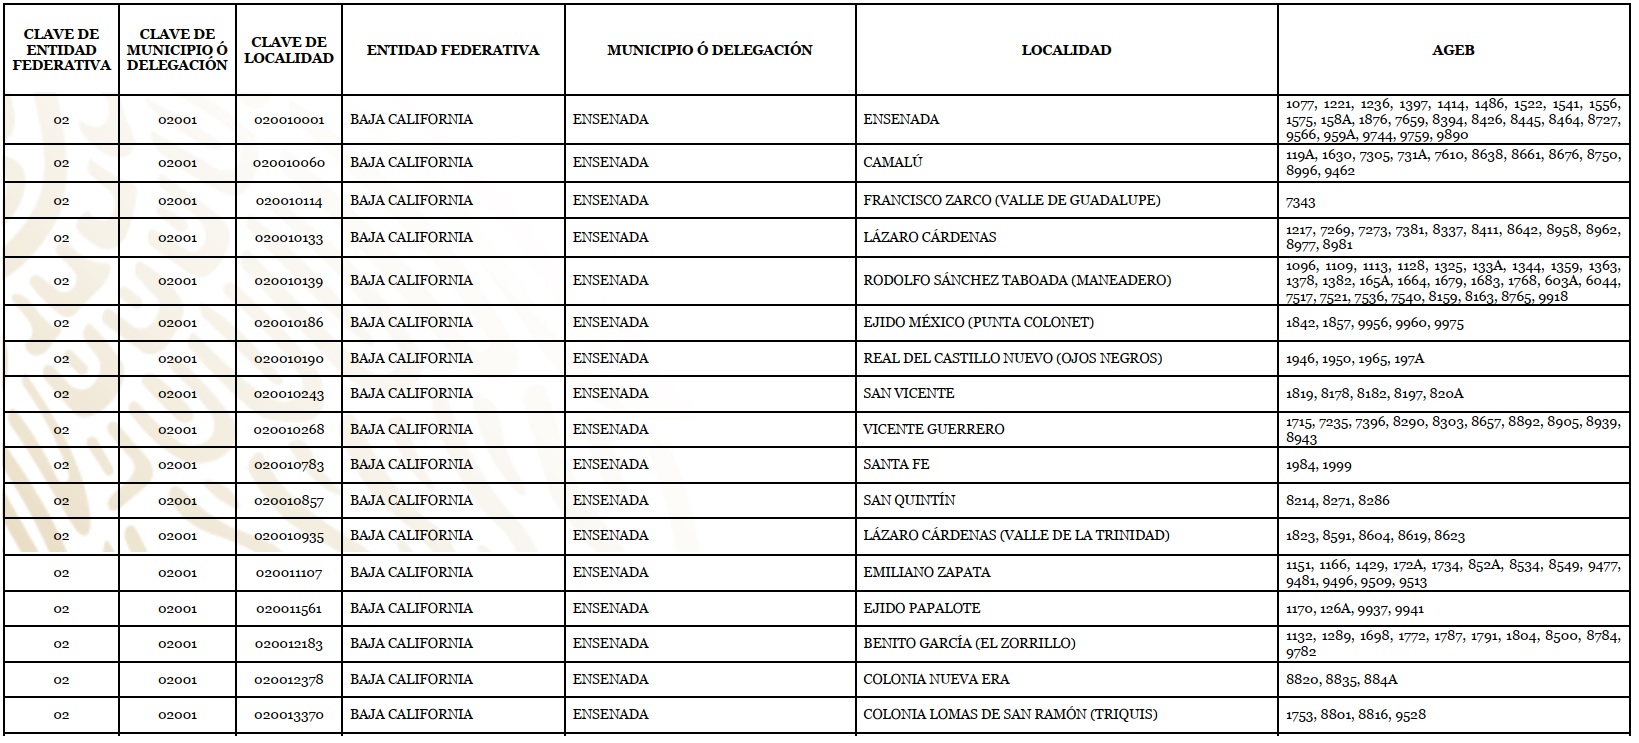 CLAVE DE ENTIDAD FEDERATIVA | CLAVE DE MUNICIPIO Ó DELEGACIÓN | CLAVE DE LOCALIDAD | ENTIDAD FEDERATIVA | MUNICIPIO Ó DELEGACIÓN | LOCALIDAD | AGEB
02 | 02001 | 020010001 | BAJA CALIFORNIA | ENSENADA | ENSENADA | 1077, 1221, 1236, 1397, 1414, 1486, 1522, 1541, 1556,
1575, 158A, 1876, 7659, 8394, 8426, 8445, 8464, 8727,
9566, 959A, 9744, 9759, 9890
02 | 02001 | 020010060 | BAJA CALIFORNIA | ENSENADA | CAMALÚ | 119A, 1630, 7305, 731A, 7610, 8638, 8661, 8676, 8750,
8996, 9462
02 | 02001 | 020010114 | BAJA CALIFORNIA | ENSENADA | FRANCISCO ZARCO (VALLE DE GUADALUPE) | 7343
02 | 02001 | 020010133 | BAJA CALIFORNIA | ENSENADA | LÁZARO CÁRDENAS | 1217, 7269, 7273, 7381, 8337, 8411, 8642, 8958, 8962,
8977, 8981
02 | 02001 | 020010139 | BAJA CALIFORNIA | ENSENADA | RODOLFO SÁNCHEZ TABOADA (MANEADERO) | 1096, 1109, 1113, 1128, 1325, 133A, 1344, 1359, 1363,
1378, 1382, 165A, 1664, 1679, 1683, 1768, 603A, 6044,
7517, 7521, 7536, 7540, 8159, 8163, 8765, 9918
02 | 02001 | 020010186 | BAJA CALIFORNIA | ENSENADA | EJIDO MÉXICO (PUNTA COLONET) | 1842, 1857, 9956, 9960, 9975
02 | 02001 | 020010190 | BAJA CALIFORNIA | ENSENADA | REAL DEL CASTILLO NUEVO (OJOS NEGROS) | 1946, 1950, 1965, 197A
02 | 02001 | 020010243 | BAJA CALIFORNIA | ENSENADA | SAN VICENTE | 1819, 8178, 8182, 8197, 820A
02 | 02001 | 020010268 | BAJA CALIFORNIA | ENSENADA | VICENTE GUERRERO | 1715, 7235, 7396, 8290, 8303, 8657, 8892, 8905, 8939,
8943
02 | 02001 | 020010783 | BAJA CALIFORNIA | ENSENADA | SANTA FE | 1984, 1999
02 | 02001 | 020010857 | BAJA CALIFORNIA | ENSENADA | SAN QUINTÍN | 8214, 8271, 8286
02 | 02001 | 020010935 | BAJA CALIFORNIA | ENSENADA | LÁZARO CÁRDENAS (VALLE DE LA TRINIDAD) | 1823, 8591, 8604, 8619, 8623
02 | 02001 | 020011107 | BAJA CALIFORNIA | ENSENADA | EMILIANO ZAPATA | 1151, 1166, 1429, 172A, 1734, 852A, 8534, 8549, 9477,
9481, 9496, 9509, 9513
02 | 02001 | 020011561 | BAJA CALIFORNIA | ENSENADA | EJIDO PAPALOTE | 1170, 126A, 9937, 9941
02 | 02001 | 020012183 | BAJA CALIFORNIA | ENSENADA | BENITO GARCÍA (EL ZORRILLO) | 1132, 1289, 1698, 1772, 1787, 1791, 1804, 8500, 8784,
9782
02 | 02001 | 020012378 | BAJA CALIFORNIA | ENSENADA | COLONIA NUEVA ERA | 8820, 8835, 884A
02 | 02001 | 020013370 | BAJA CALIFORNIA | ENSENADA | COLONIA LOMAS DE SAN RAMÓN (TRIQUIS) | 1753, 8801, 8816, 9528